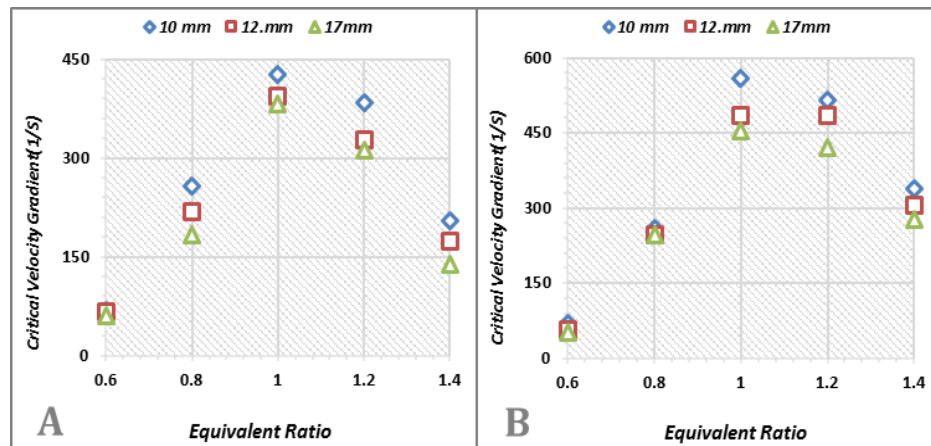 10 mm 12.mm 17mm
Critical Velocity Gradient(1/S)
450
300
150
0
0.6 0.8 1 1.2 1.4
Equivalent Ratio
A
10 mm 12.mm 17mm
Critical Velocity Gradient(1/S)
600
450
300
150
0
0.6 0.8 1 1.2 1.4
Equivalent Ratio
B